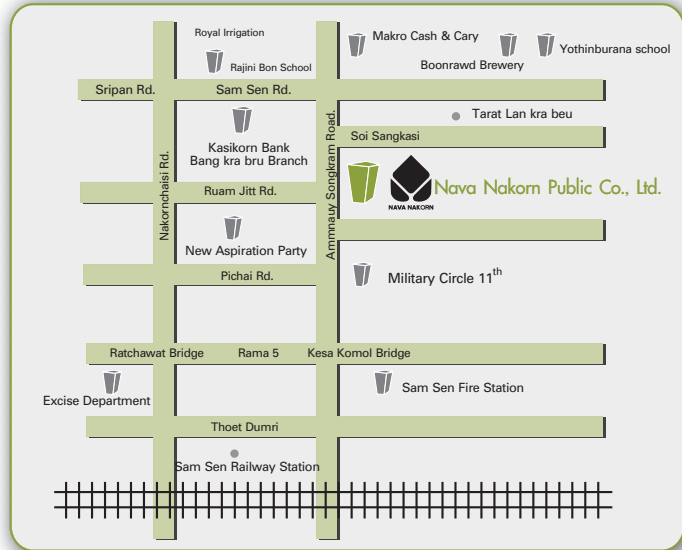 Royal Irrigation
Makro Cash & Cary
Yothinburana school
Rajini Bon School
Boonrawd Brewery
Sripan Rd.
Sam Sen Rd.
Tarat Lan kra beu
Soi Sangkasi
Kasikorn Bank
Bang kra bru Branch
Nakornchaisi Rd.
Ammnauy Songkram Road.
Ruam Jitt Rd.
NAVA NAKORN
Nava Nakorn Public Co., Ltd.
New Aspiration Party
Pichai Rd.
Military Circle 11th
Ratchawat Bridge
Rama 5
Kesa Komol Bridge
Excise Department
Sam Sen Fire Station
Thoet Dumri
Sam Sen Railway Station